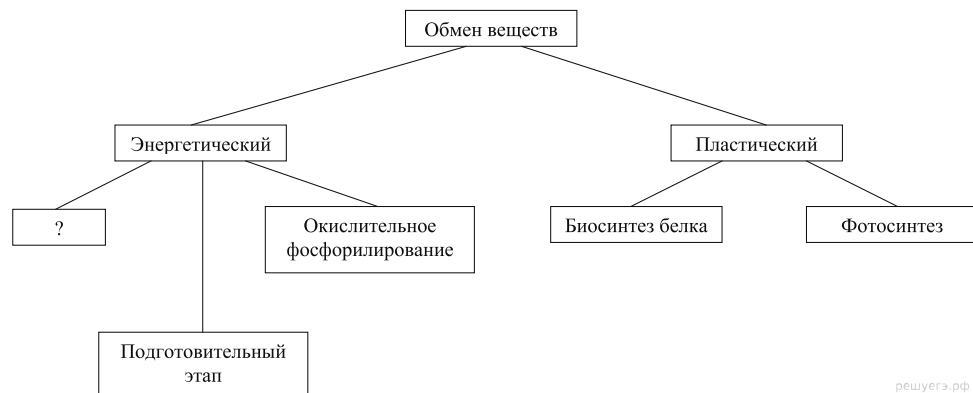 Обмен веществ
Энергетический
Пластический
?
Окислительное
фосфорилирование
Биосинтез белка
Фотосинтез
Подготовительный
этап
решуегэ.рф